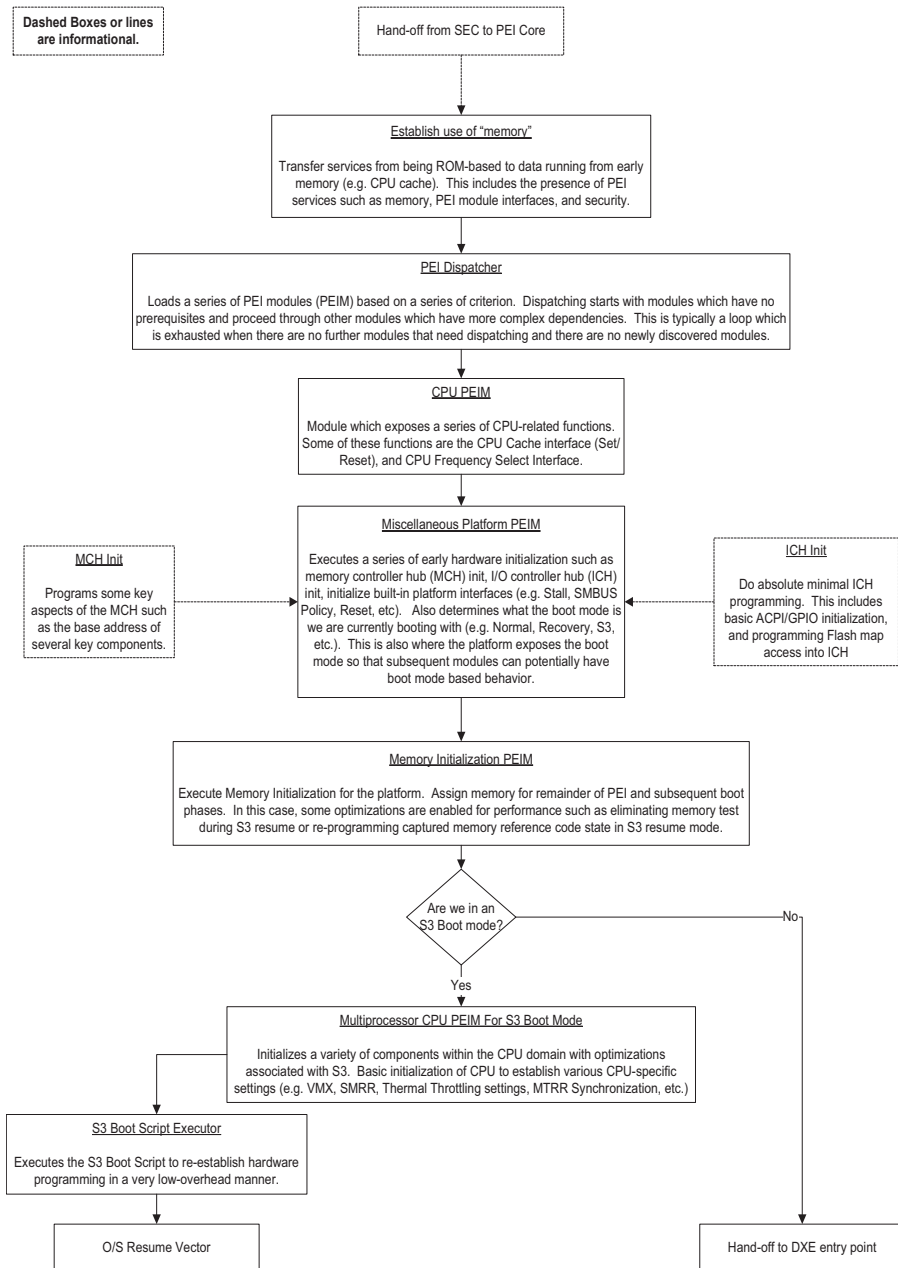 Dashed Boxes or lines
are informational.
Hand-off from SEC to PEI Core
Establish use of “memory”
Transfer services from being ROM-based to data running from early
memory (e.g. CPU cache).  This includes the presence of PEI
services such as memory, PEI module interfaces, and security.
PEI Dispatcher
Loads a series of PEI modules (PEIM) based on a series of criterion.  Dispatching starts with modules which have no
prerequisites and proceed through other modules which have more complex dependencies.  This is typically a loop which
is exhausted when there are no further modules that need dispatching and there are no newly discovered modules.
CPU PEIM
Module which exposes a series of CPU-related functions.
Some of these functions are the CPU Cache interface (Set/
Reset), and CPU Frequency Select Interface.
MCH Init
Programs some key
aspects of the MCH such
as the base address of
several key components.
Miscellaneous Platform PEIM
Executes a series of early hardware initialization such as
memory controller hub (MCH) init, I/O controller hub (ICH)
init, initialize built-in platform interfaces (e.g. Stall, SMBUS
Policy, Reset, etc).  Also determines what the boot mode is
we are currently booting with (e.g. Normal, Recovery, S3,
etc.).  This is also where the platform exposes the boot
mode so that subsequent modules can potentially have
boot mode based behavior.
ICH Init
Do absolute minimal ICH
programming.  This includes
basic ACPI/GPIO initialization,
and programming Flash map
access into ICH
Memory Initialization PEIM
Execute Memory Initialization for the platform.  Assign memory for remainder of PEI and subsequent boot
phases.  In this case, some optimizations are enabled for performance such as eliminating memory test
during S3 resume or re-programming captured memory reference code state in S3 resume mode.
Are we in an
S3 Boot mode?
No
Yes
Multiprocessor CPU PEIM For S3 Boot Mode
Initializes a variety of components within the CPU domain with optimizations
associated with S3.  Basic initialization of CPU to establish various CPU-specific
settings (e.g. VMX, SMRR, Thermal Throttling settings, MTRR Synchronization, etc.)
S3 Boot Script Executor
Executes the S3 Boot Script to re-establish hardware
programming in a very low-overhead manner.
O/S Resume Vector
Hand-off to DXE entry point